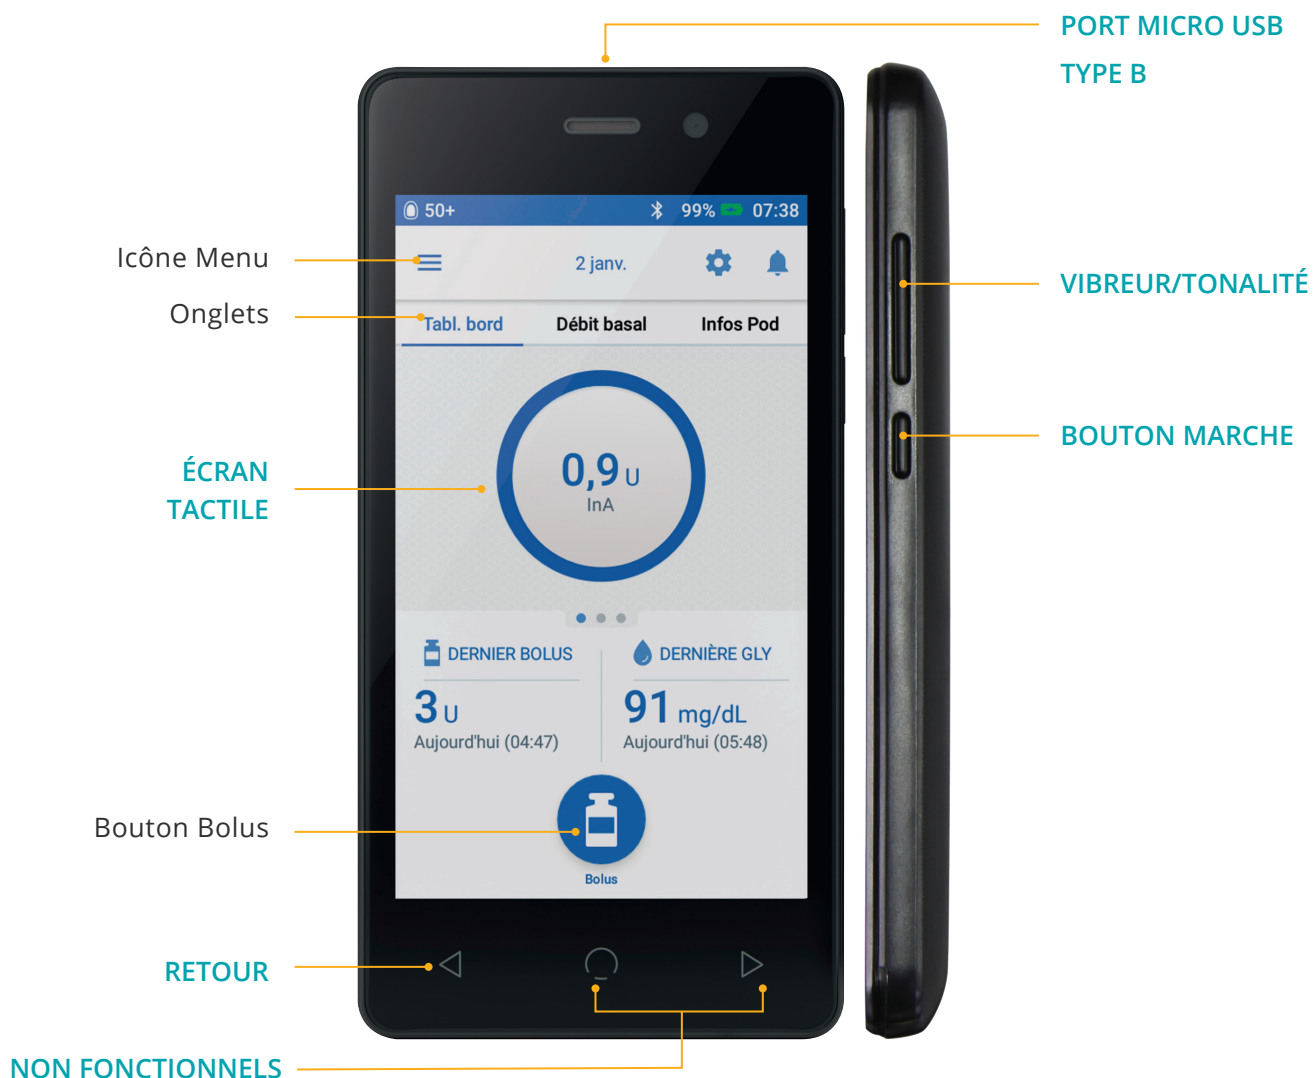 PORT MICRO USB
TYPE B
50+
99%
07:38
Icône Menu
2 janv.
VIBREUR/TONALITÉ
Onglets
Tabl. bord
Débit basal
Infos Pod
BOUTON MARCHE
ÉCRAN
TACTILE
0,9 U
InA
DERNIER BOLUS
DERNIÈRE GLY
3 U
91 mg/dL
Aujourd'hui (04:47)
Aujourd'hui (05:48)
Bouton Bolus
Bolus
RETOUR
NON FONCTIONNELS